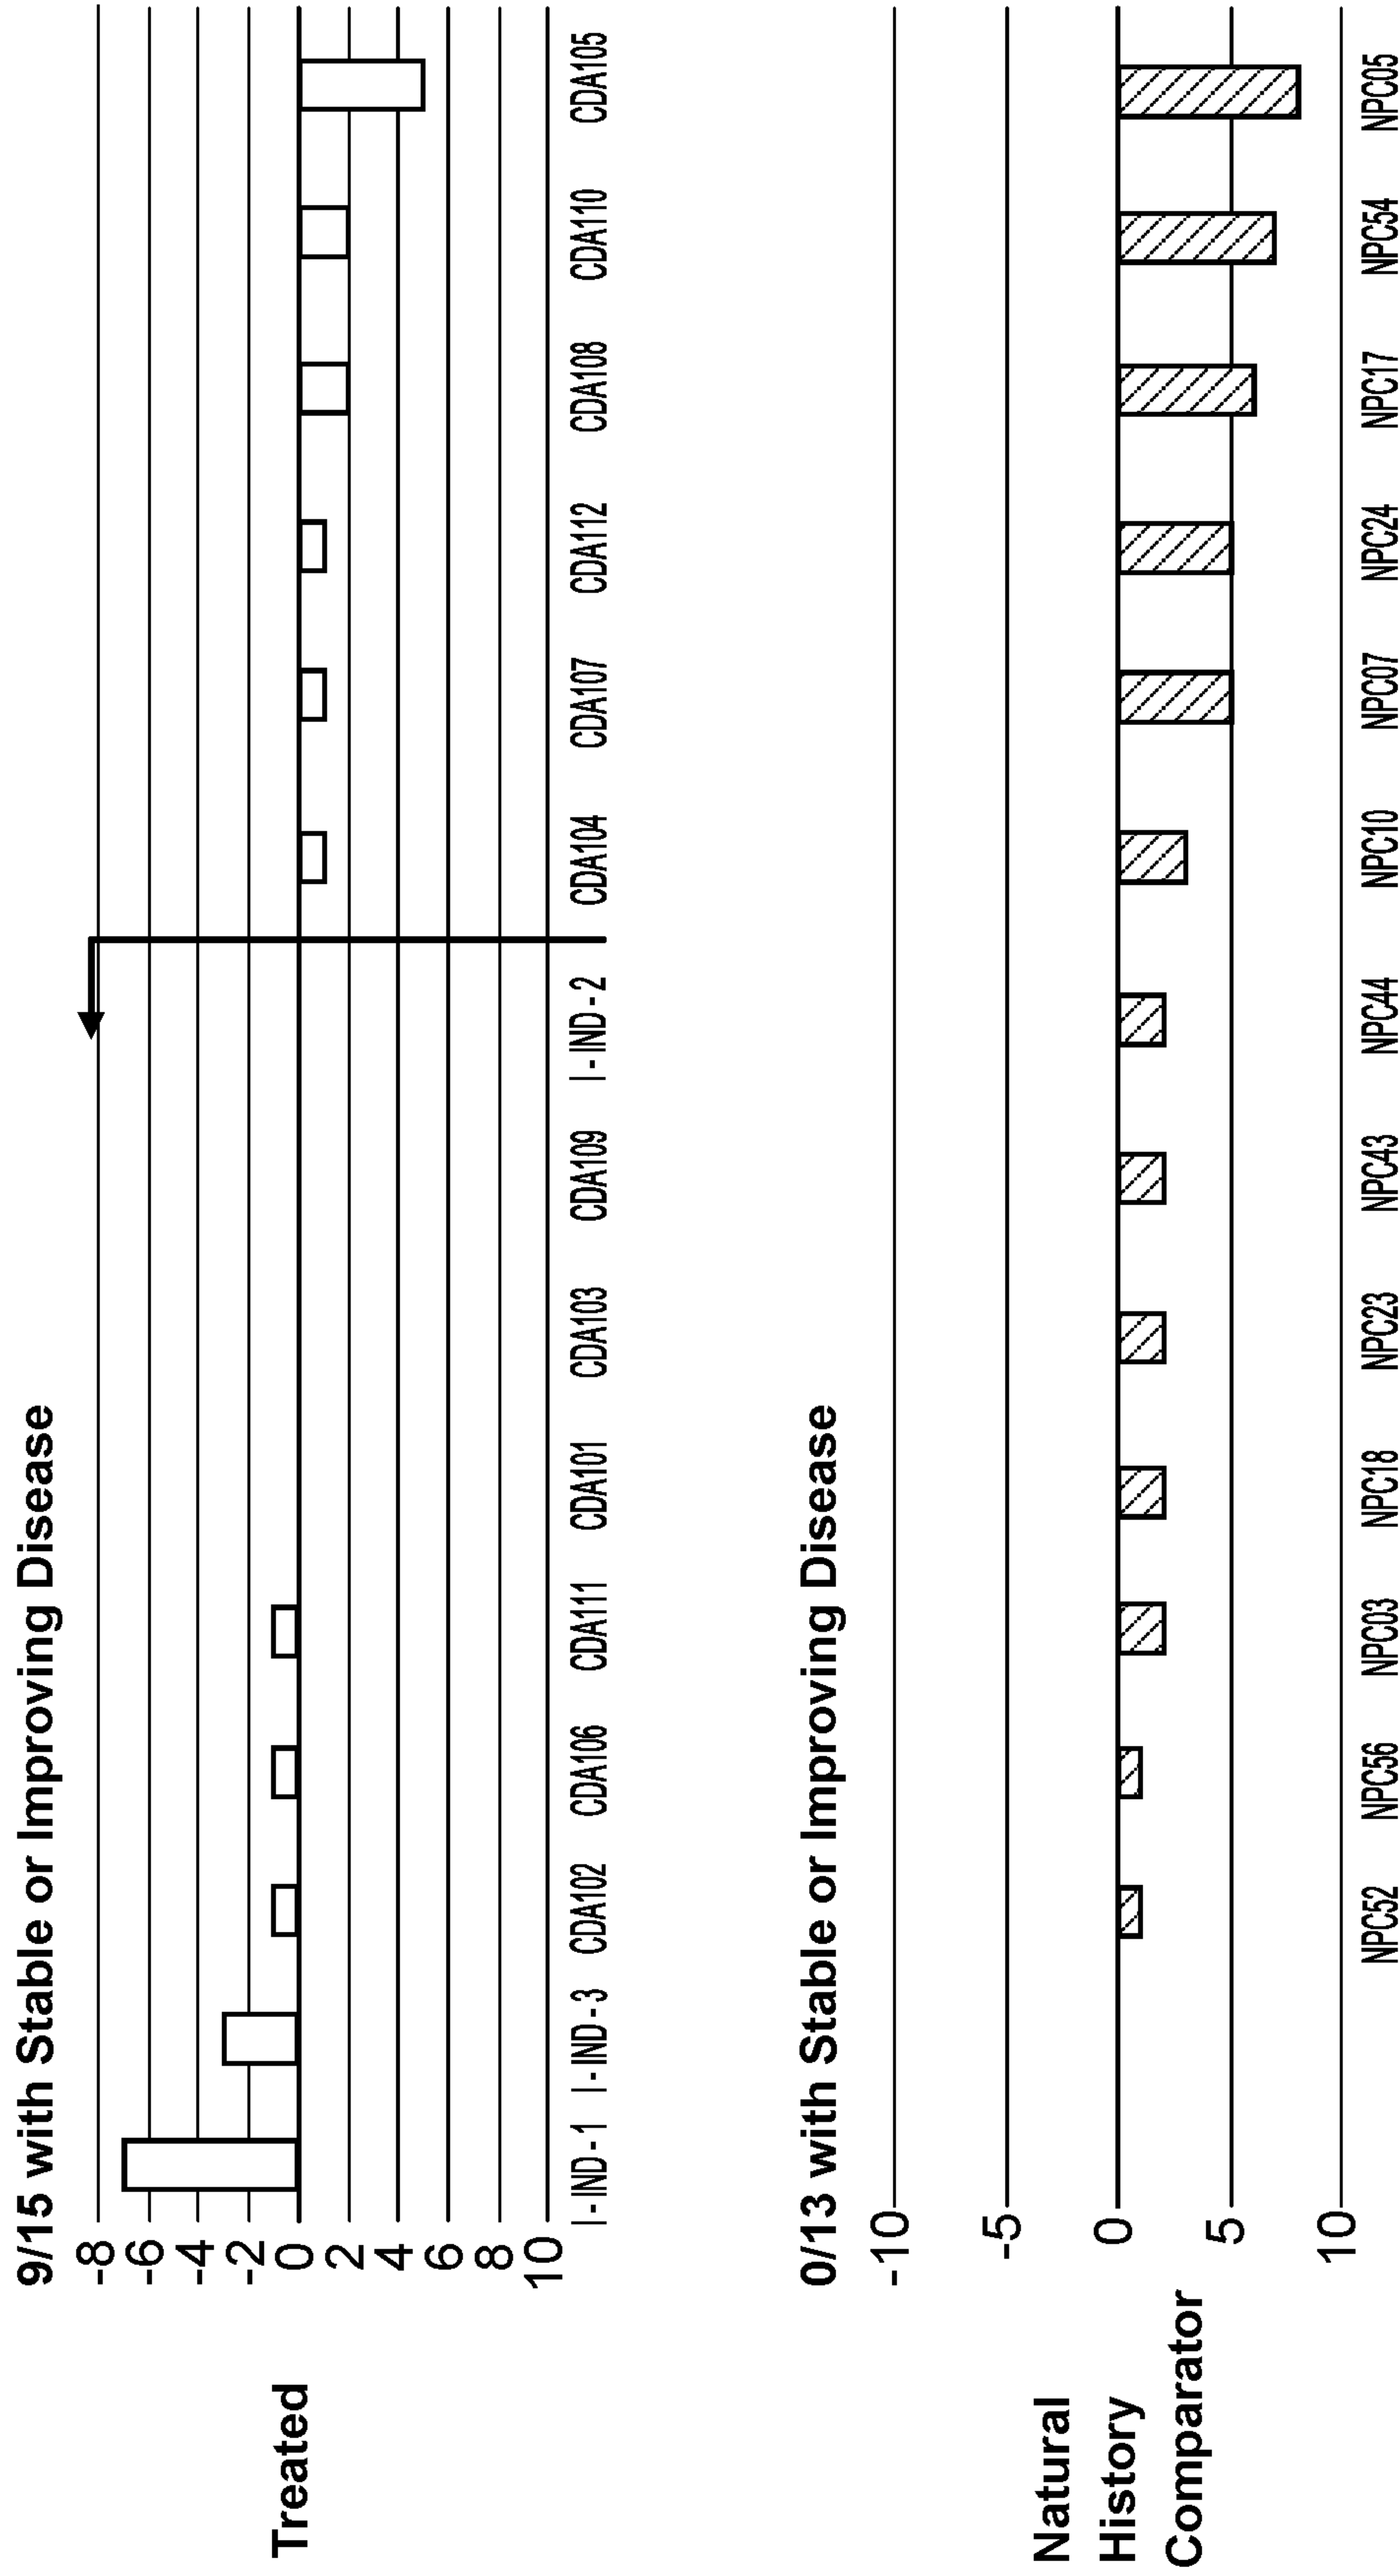 9/15 with Stable or Improving Disease
Treated
-8
-6
-4
-2
0
2
4
6
8
10
I-IND-1 I-IND-3 CDA102 CDA106 CDA111 CDA101 CDA103 CDA109 I-IND-2 CDA104 CDA107 CDA112 CDA108 CDA110 CDA105
0/13 with Stable or Improving Disease
Natural
History
Comparator
-10
-5
0
5
10
NPC52 NPC56 NPC03 NPC18 NPC23 NPC43 NPC44 NPC10 NPC07 NPC24 NPC17 NPC54 NPC05